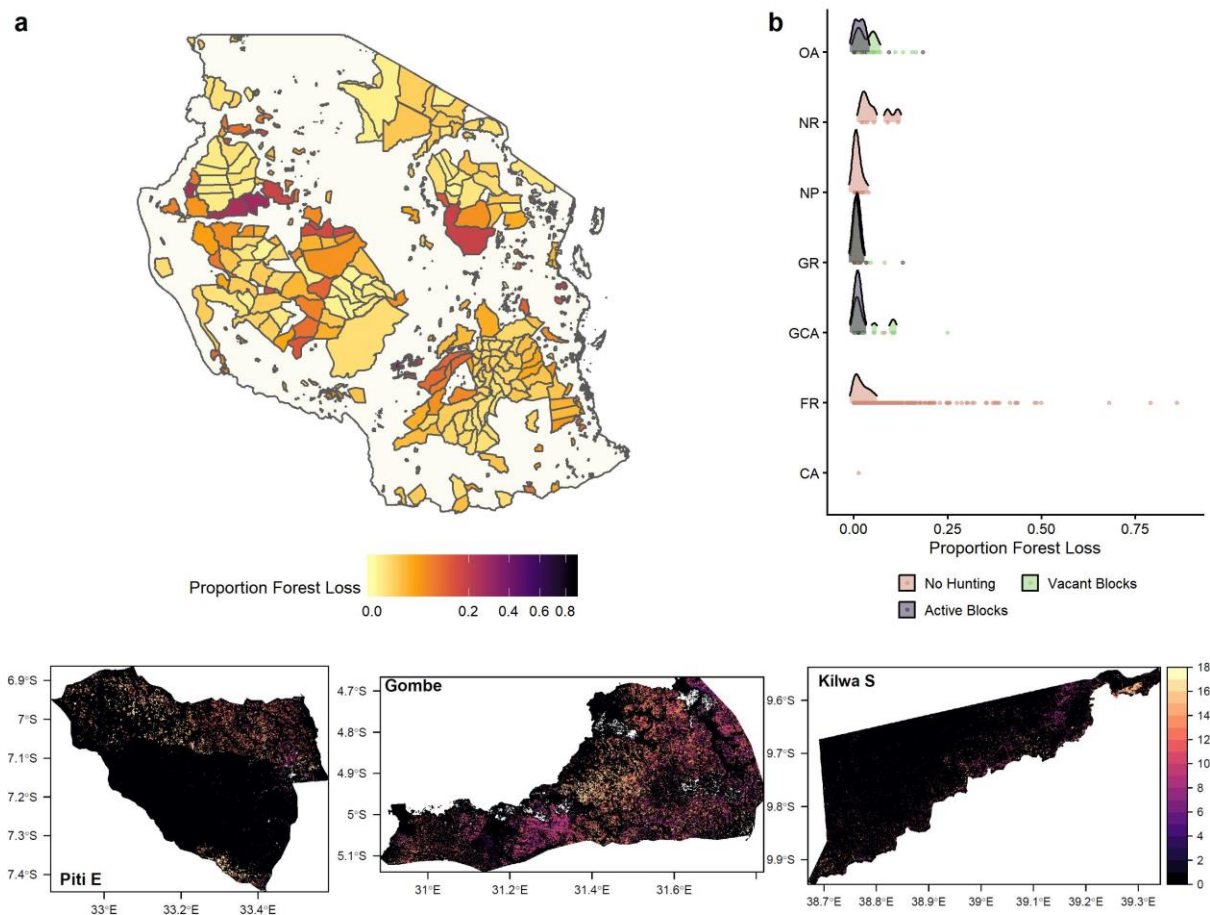 a
b
OA
NR
NP
GR
GCA
FR
CA
0.00 0.25 0.50 0.75
Proportion Forest Loss
No Hunting Vacant Blocks
Active Blocks
Proportion Forest Loss
0.0 0.2 0.4 0.6 0.8
6.9°S
7°S
7.1°S
7.2°S
7.3°S
7.4°S
Piti E
33°E 33.2°E 33.4°E
Gombe
4.7°S
4.8°S
4.9°S
5°S
5.1°S
31°E 31.2°E 31.4°E 31.6°E
Kilwa S
9.6°S
9.7°S
9.8°S
9.9°S
38.7°E 38.8°E 38.9°E 39°E 39.1°E 39.2°E 39.3°E
18
16
14
12
10
8
6
4
2
0